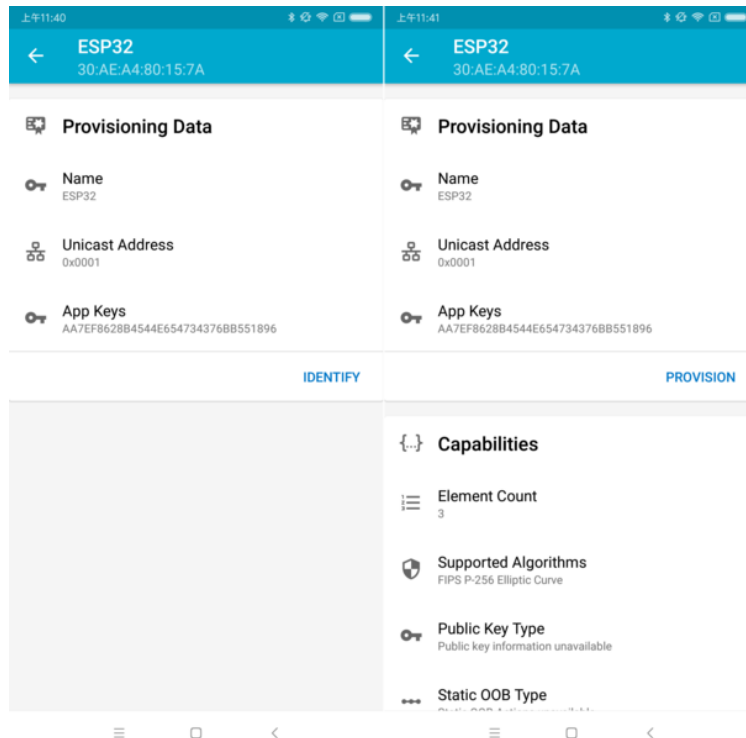 上午11:40
ESP32
30:AE:A4:80:15:7A
Provisioning Data
Name
ESP32
Unicast Address
0x0001
App Keys
AA7EF8628B4544E654734376BB551896
IDENTIFY
上午11:41
ESP32
30:AE:A4:80:15:7A
Provisioning Data
Name
ESP32
Unicast Address
0x0001
App Keys
AA7EF8628B4544E654734376BB551896
PROVISION
{...} Capabilities
Element Count
3
Supported Algorithms
FIPS P-256 Elliptic Curve
Public Key Type
Public key information unavailable
Static OOB Type